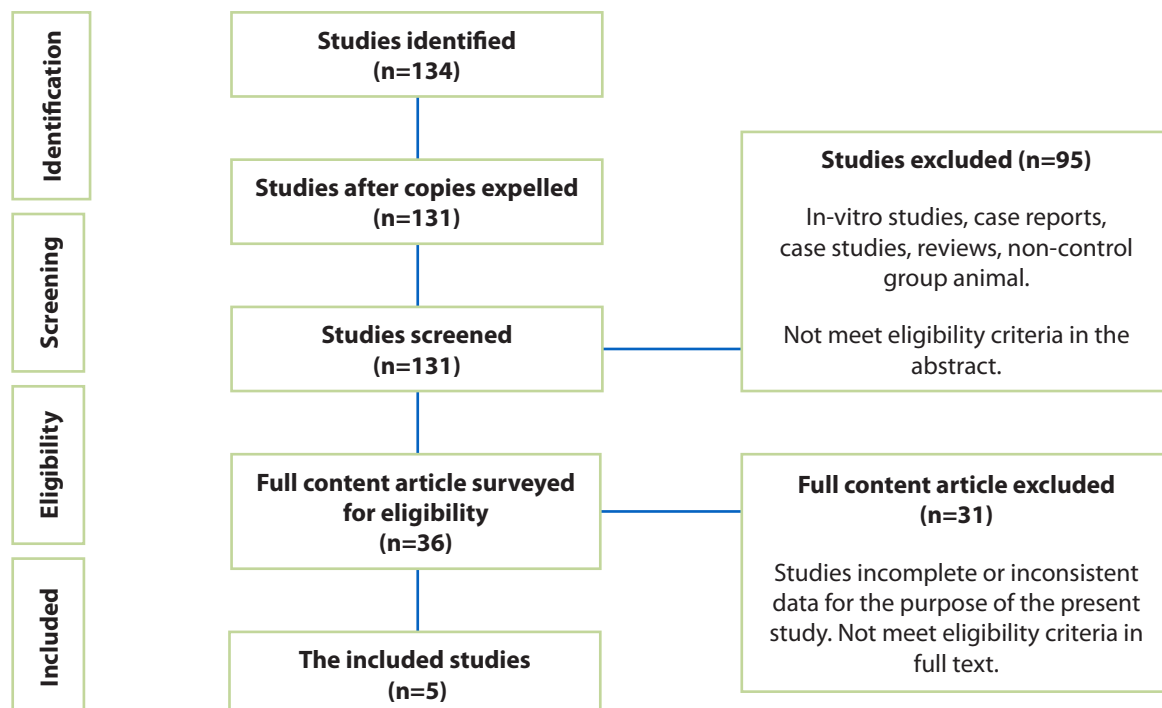 Identification
Studies identified
(n=134)
Studies after copies expelled
(n=131)
Screening
Studies screened
(n=131)
Studies excluded (n=95)
In-vitro studies, case reports,
case studies, reviews, non-control
group animal.
Not meet eligibility criteria in the
abstract.
Eligibility
Full content article surveyed
for eligibility
(n=36)
Full content article excluded
(n=31)
Studies incomplete or inconsistent
data for the purpose of the present
study. Not meet eligibility criteria in
full text.
Included
The included studies
(n=5)